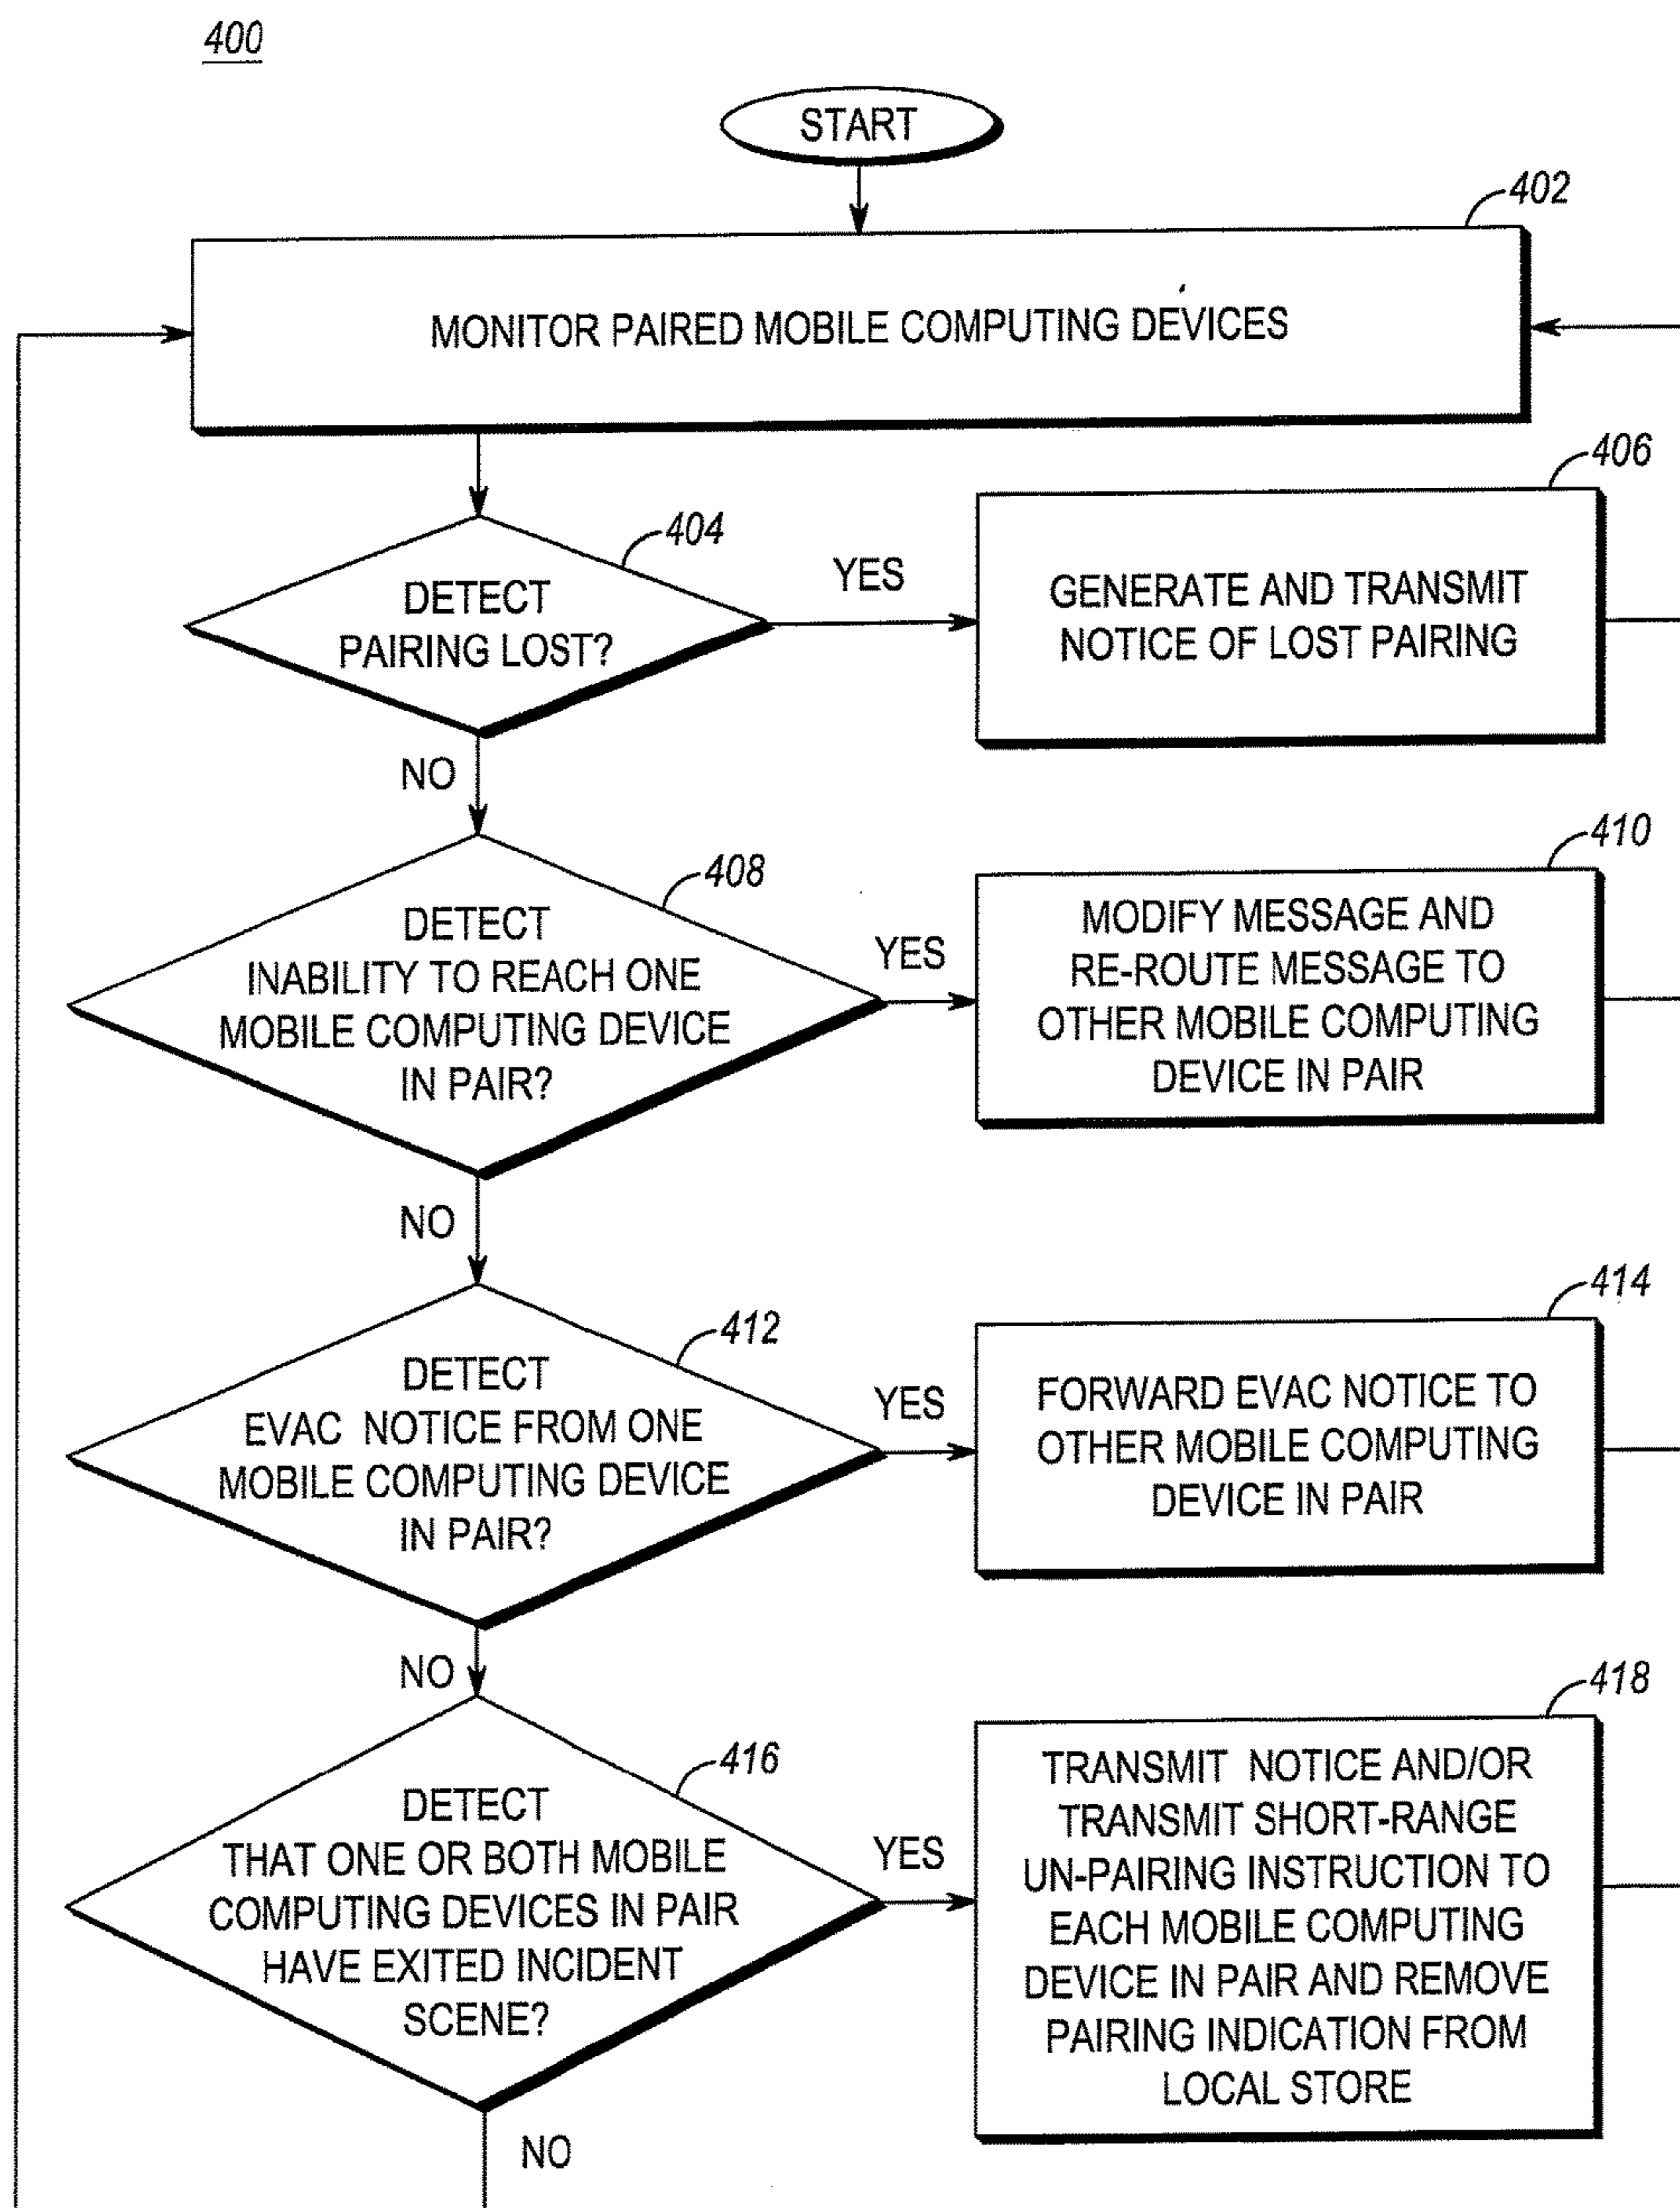 400
START
402
MONITOR PAIRED MOBILE COMPUTING DEVICES
404
DETECT
PAIRING LOST?
YES
406
GENERATE AND TRANSMIT
NOTICE OF LOST PAIRING
NO
408
DETECT
INABILITY TO REACH ONE
MOBILE COMPUTING DEVICE
IN PAIR?
YES
410
MODIFY MESSAGE AND
RE-ROUTE MESSAGE TO
OTHER MOBILE COMPUTING
DEVICE IN PAIR
NO
412
DETECT
EVAC NOTICE FROM ONE
MOBILE COMPUTING DEVICE
IN PAIR?
YES
414
FORWARD EVAC NOTICE TO
OTHER MOBILE COMPUTING
DEVICE IN PAIR
NO
416
DETECT
THAT ONE OR BOTH MOBILE
COMPUTING DEVICES IN PAIR
HAVE EXITED INCIDENT
SCENE?
YES
418
TRANSMIT NOTICE AND/OR
TRANSMIT SHORT-RANGE
UN-PAIRING INSTRUCTION TO
EACH MOBILE COMPUTING
DEVICE IN PAIR AND REMOVE
PAIRING INDICATION FROM
LOCAL STORE
NO